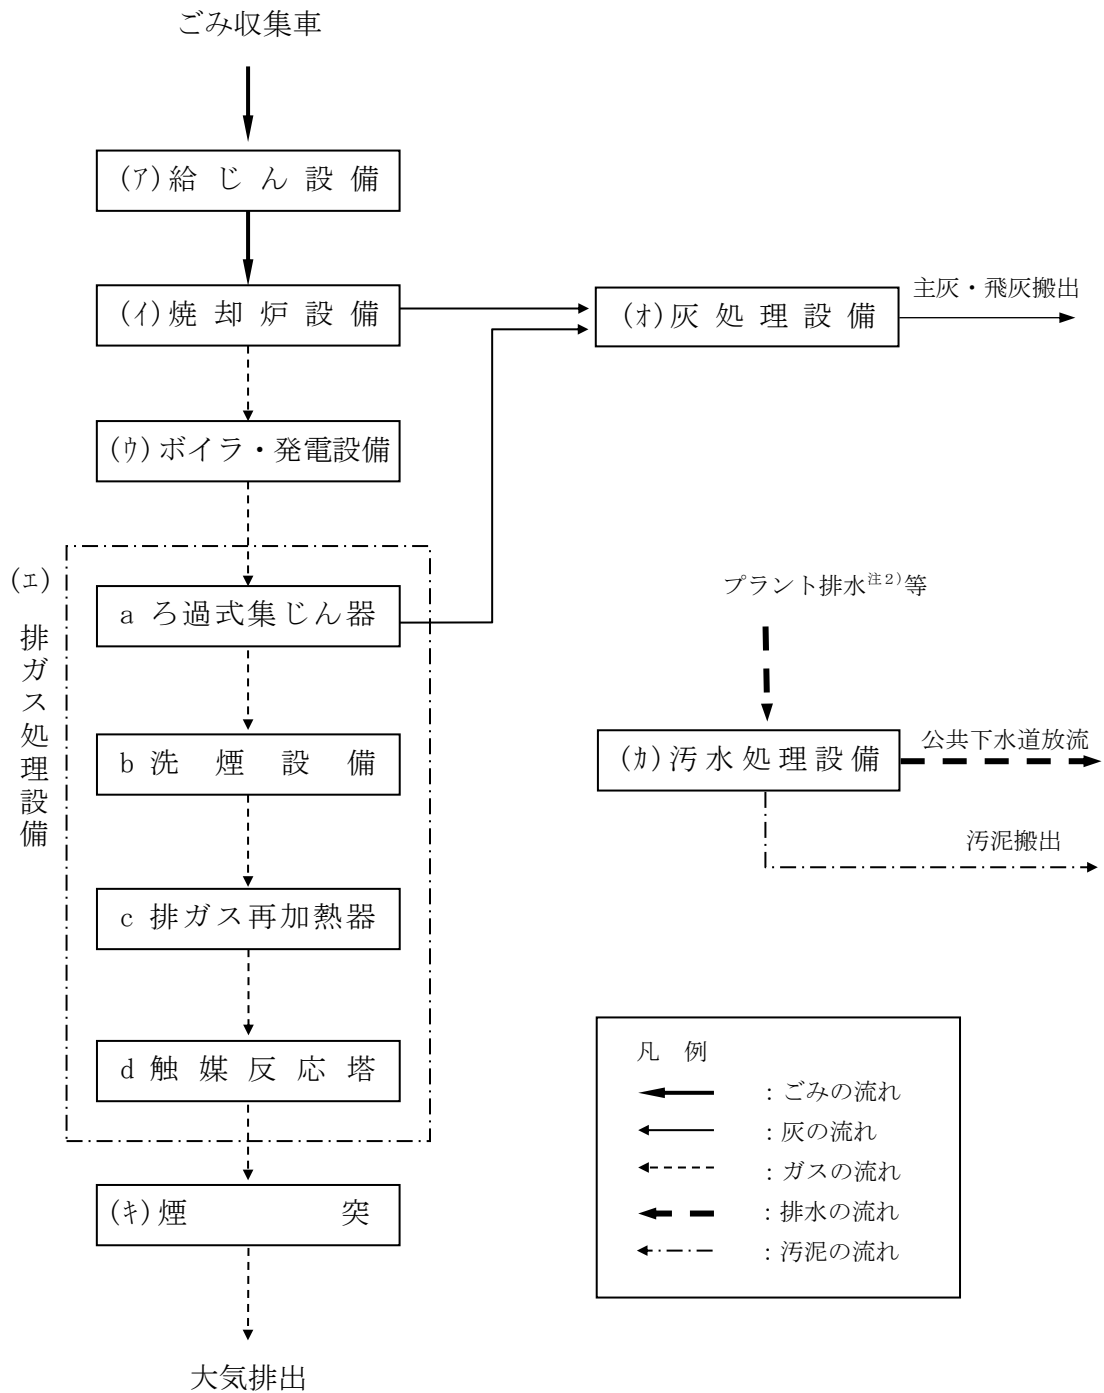 ごみ収集車
(ｱ)給じん設備
(ｲ)焼却炉設備
(ｳ)ボイラ・発電設備
(ｴ)
排ガス処理設備
a ろ過式集じん器
b 洗煙設備
c 排ガス再加熱器
d 触媒反応塔
(ｷ)煙突
大気排出
(ｵ)灰処理設備
主灰・飛灰搬出
プラント排水注2)等
(ｶ)汚水処理設備
公共下水道放流
汚泥搬出
凡 例
：ごみの流れ
：灰の流れ
：ガスの流れ
：排水の流れ
：汚泥の流れ